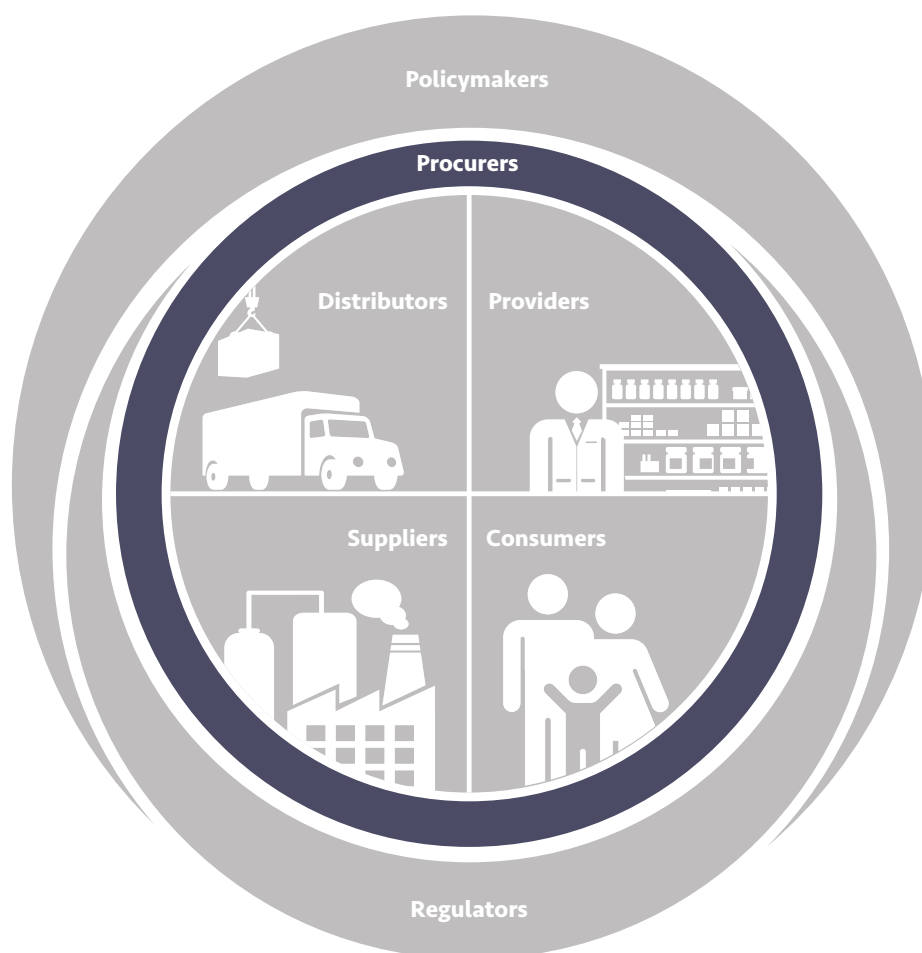 Policymakers
Procurers
Distributors
Providers
Suppliers
Consumers
Regulators